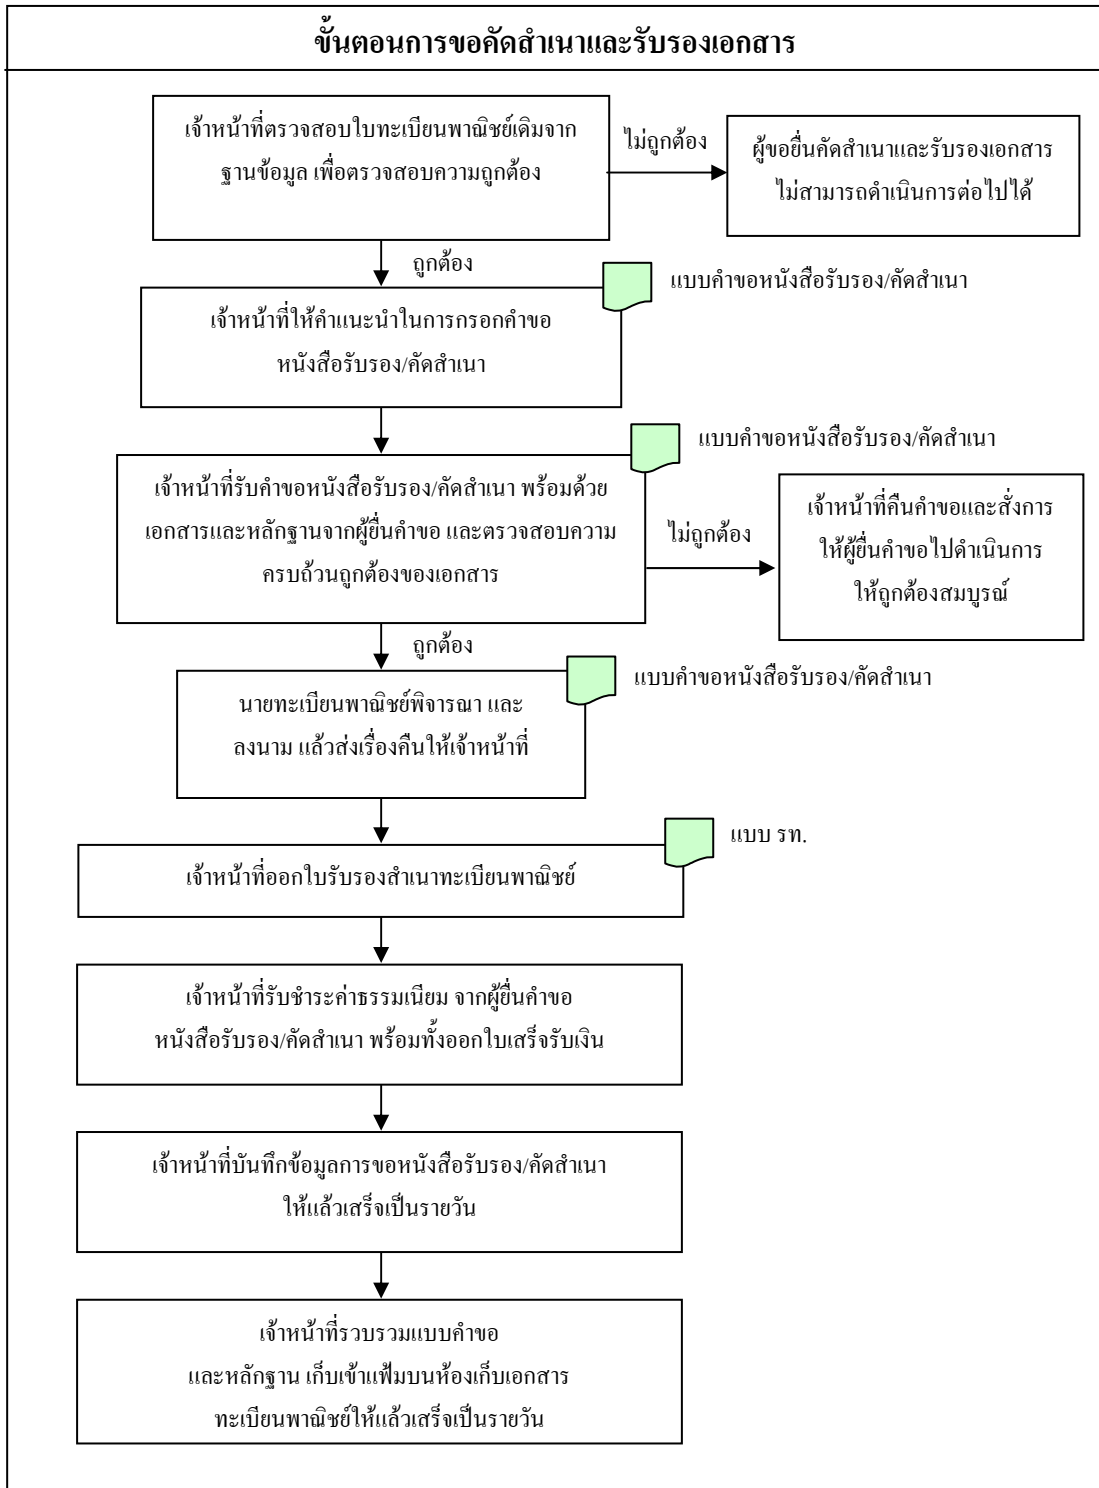 ขั้นตอนการขอคัดสำเนาและรับรองเอกสาร
เจ้าหน้าที่ตรวจสอบใบทะเบียนพาณิชย์เดิมจาก
ฐานข้อมูล เพื่อตรวจสอบความถูกต้อง
ไม่ถูกต้อง
ผู้ขอยื่นคัดสำเนาและรับรองเอกสาร
ไม่สามารถดำเนินการต่อไปได้
ถูกต้อง
แบบคำขอหนังสือรับรอง/คัดสำเนา
เจ้าหน้าที่ให้คำแนะนำในการกรอกคำขอ
หนังสือรับรอง/คัดสำเนา
แบบคำขอหนังสือรับรอง/คัดสำเนา
เจ้าหน้าที่รับคำขอหนังสือรับรอง/คัดสำเนา พร้อมด้วย
เอกสารและหลักฐานจากผู้ยื่นคำขอ และตรวจสอบความ
ครบถ้วนถูกต้องของเอกสาร
ไม่ถูกต้อง
เจ้าหน้าที่คืนคำขอและสั่งการ
ให้ผู้ยื่นคำขอไปดำเนินการ
ให้ถูกต้องสมบูรณ์
ถูกต้อง
แบบคำขอหนังสือรับรอง/คัดสำเนา
นายทะเบียนพาณิชย์พิจารณา และ
ลงนาม แล้วส่งเรื่องคืนให้เจ้าหน้าที่
แบบ รท.
เจ้าหน้าที่ออกใบรับรองสำเนาทะเบียนพาณิชย์
เจ้าหน้าที่รับชำระค่าธรรมเนียม จากผู้ยื่นคำขอ
หนังสือรับรอง/คัดสำเนา พร้อมทั้งออกใบเสร็จรับเงิน
เจ้าหน้าที่บันทึกข้อมูลการขอหนังสือรับรอง/คัดสำเนา
ให้แล้วเสร็จเป็นรายวัน
เจ้าหน้าที่รวบรวมแบบคำขอ
และหลักฐาน เก็บเข้าแฟ้มบนห้องเก็บเอกสาร
ทะเบียนพาณิชย์ให้แล้วเสร็จเป็นรายวัน